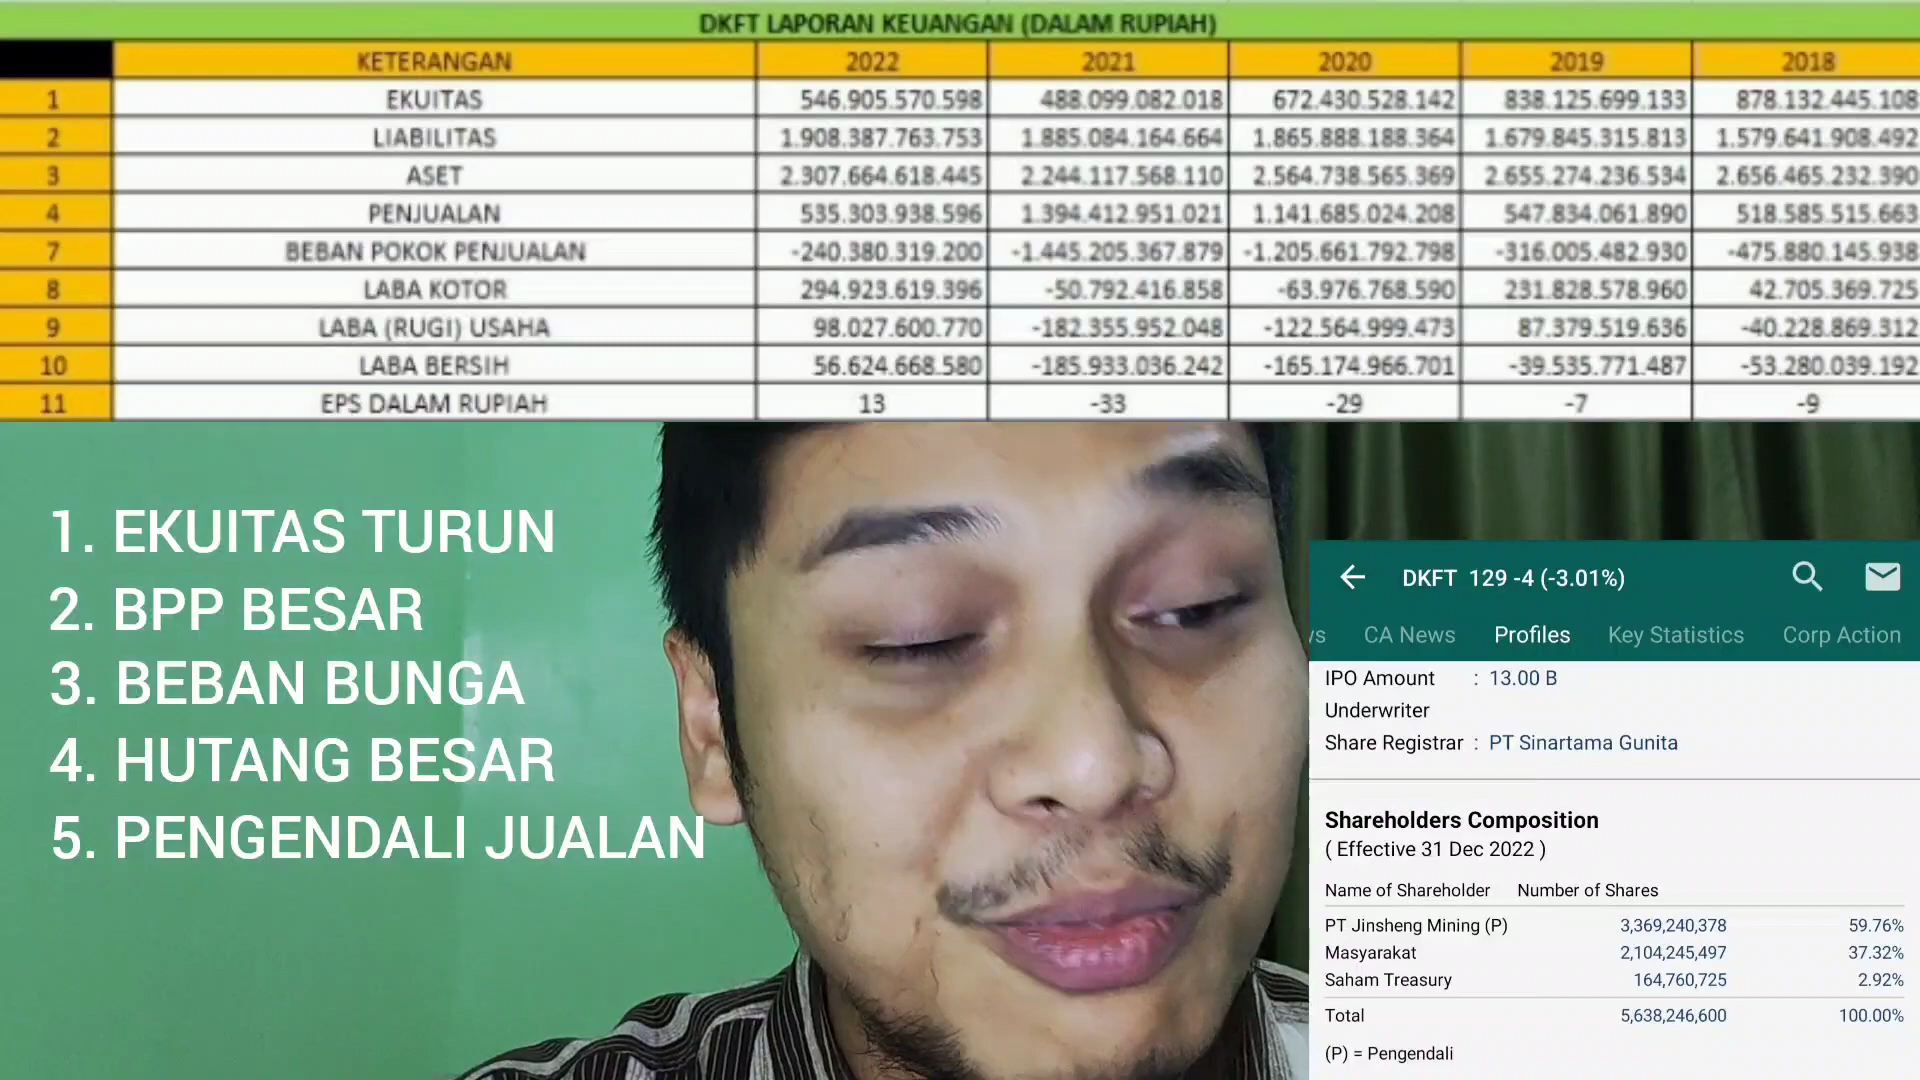 DKFT LAPORAN KEUANGAN (DALAM RUPIAH)
KETERANGAN 2022 2021 2020 2019 2018
1 EKUITAS 546.905.570.598 488.099.082.018 672.430.528.142 838.125.699.133 878.132.445.108
2 LIABILITAS 1.908.387.763.753 1.885.084.164.664 1.865.888.188.364 1.679.845.315.813 1.579.641.908.492
3 ASET 2.307.664.618.445 2.244.117.568.110 2.564.738.565.369 2.655.274.236.534 2.656.465.232.390
4 PENJUALAN 535.303.938.596 1.394.412.951.021 1.141.685.024.208 547.834.061.890 518.585.515.663
7 BEBAN POKOK PENJUALAN -240.380.319.200 -1.445.205.367.879 -1.205.661.792.798 -316.005.482.930 -475.880.145.938
8 LABA KOTOR 294.923.619.396 -50.792.416.858 -63.976.768.590 231.828.578.960 42.705.369.725
9 LABA (RUGI) USAHA 98.027.600.770 -182.355.952.048 -122.564.999.473 87.379.519.636 -40.228.869.312
10 LABA BERSIH 56.624.668.580 -185.933.036.242 -165.174.966.701 -39.535.771.487 -53.280.039.192
11 EPS DALAM RUPIAH 13 -33 -29 -7 -9
1. EKUITAS TURUN
2. BPP BESAR
3. BEBAN BUNGA
4. HUTANG BESAR
5. PENGENDALI JUALAN
DKFT 129 -4 (-3.01%)
CA News Profiles Key Statistics Corp Action
IPO Amount : 13.00 B
Underwriter
Share Registrar : PT Sinartama Gunita
Shareholders Composition
( Effective 31 Dec 2022 )
Name of Shareholder Number of Shares
PT Jinsheng Mining (P) 3,369,240,378 59.76%
Masyarakat 2,104,245,497 37.32%
Saham Treasury 164,760,725 2.92%
Total 5,638,246,600 100.00%
(P) = Pengendali